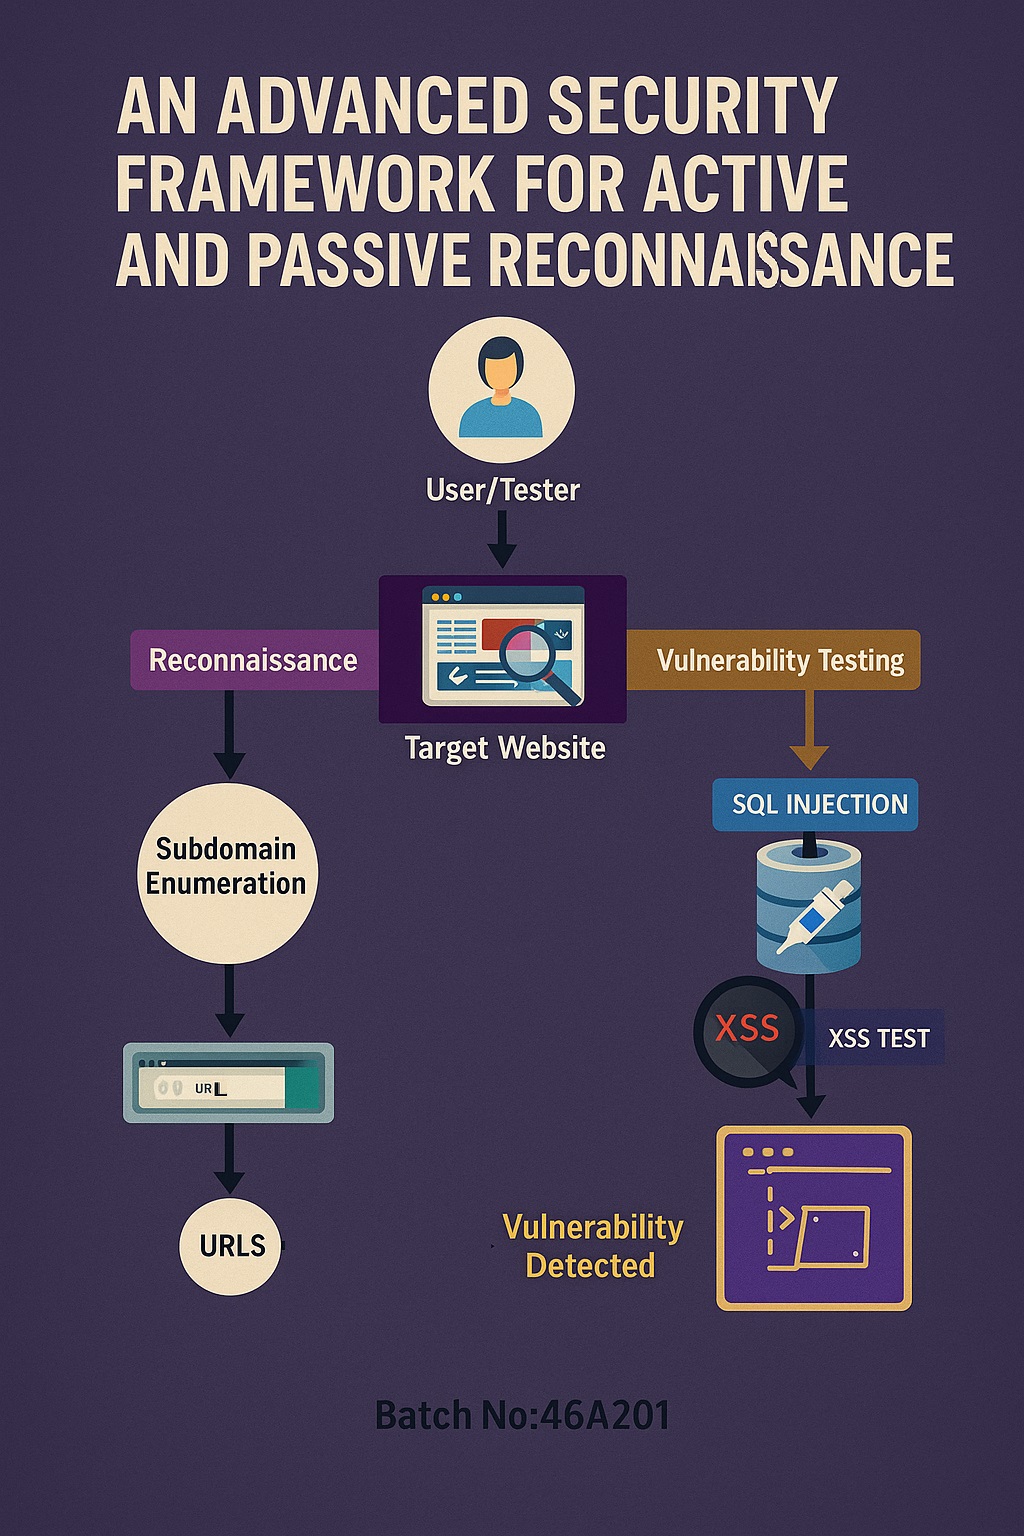 AN ADVANCED SECURITY
FRAMEWORK FOR ACTIVE
AND PASSIVE RECONNAISSANCE
User/Tester
Reconnaissance
Vulnerability Testing
Target Website
SQL INJECTION
Subdomain
Enumeration
XSS
XSS TEST
URL
URLS
Vulnerability
Detected
Batch No:46A201